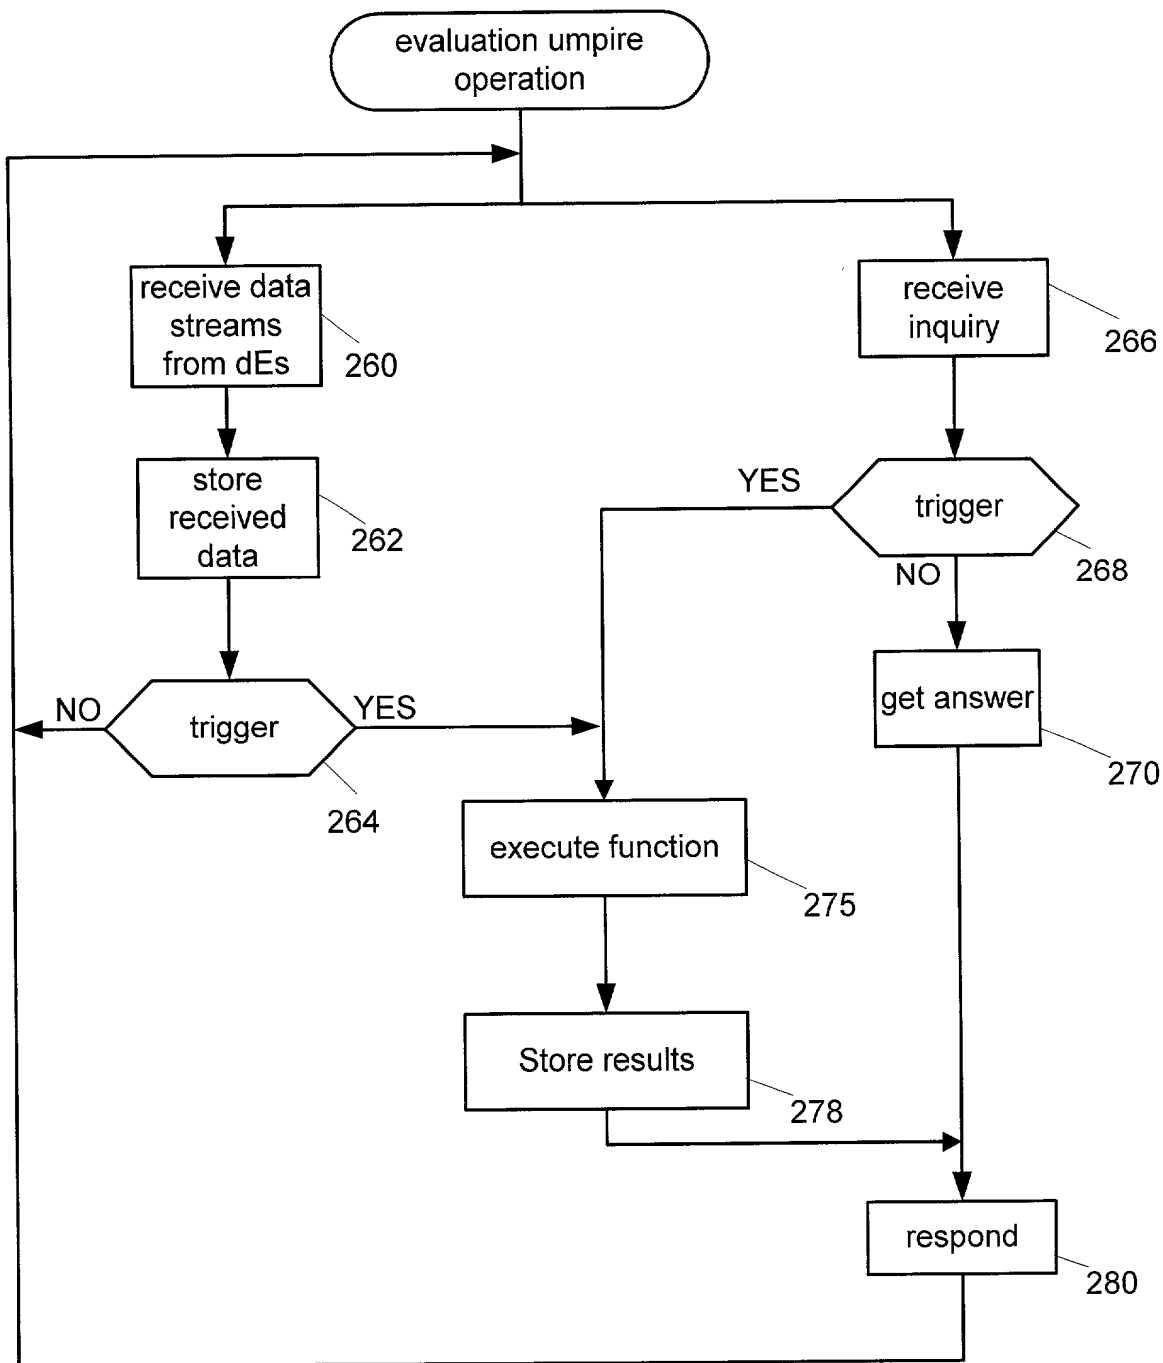 evaluation umpire
operation
receive data
streams
from dEs
260
receive
inquiry
266
store
received
data
262
YES
trigger
268
NO
NO
trigger
YES
264
get answer
270
execute function
275
Store results
278
respond
280